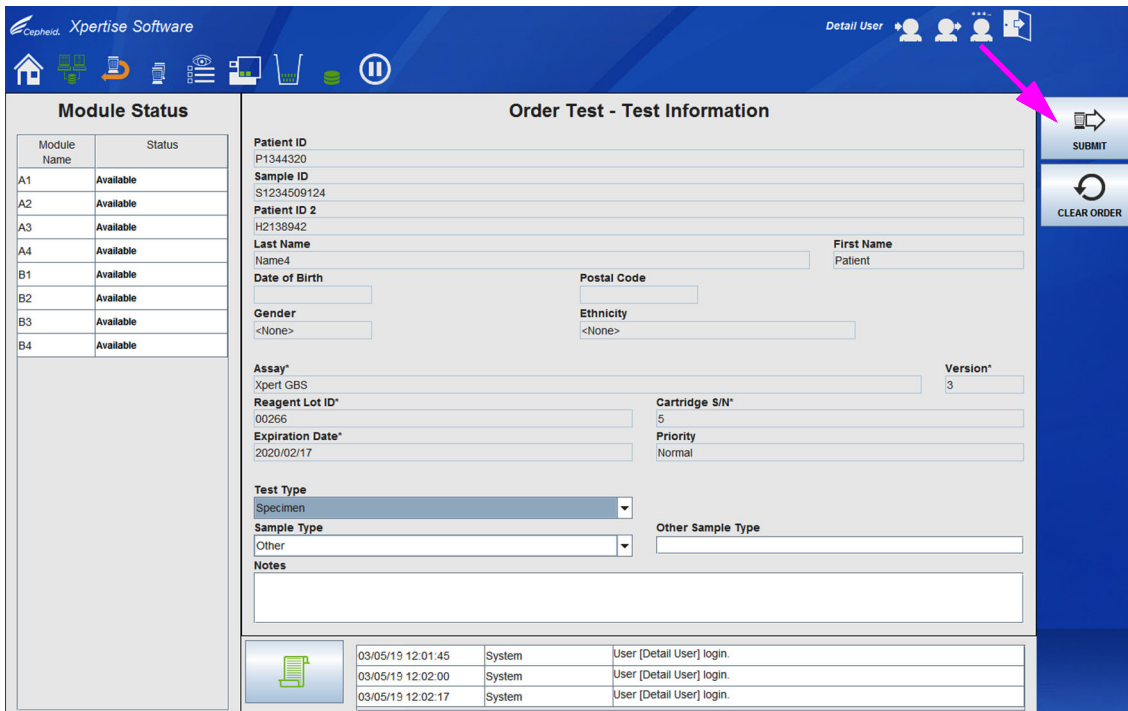 Cepheid. Xpertise Software
Detail User
Module Status
Module Name Status
A1 Available
A2 Available
A3 Available
A4 Available
B1 Available
B2 Available
B3 Available
B4 Available
Order Test - Test Information
Patient ID
P1344320
Sample ID
S1234509124
Patient ID 2
H2138942
Last Name First Name
Name4 Patient
Date of Birth Postal Code
Gender Ethnicity
<None> <None>
Assay* Version*
Xpert GBS 3
Reagent Lot ID* Cartridge S/N*
00266 5
Expiration Date* Priority
2020/02/17 Normal
Test Type
Specimen
Sample Type Other Sample Type
Other
Notes
03/05/19 12:01:45 System User [Detail User] login.
03/05/19 12:02:00 System User [Detail User] login.
03/05/19 12:02:17 System User [Detail User] login.
SUBMIT
CLEAR ORDER